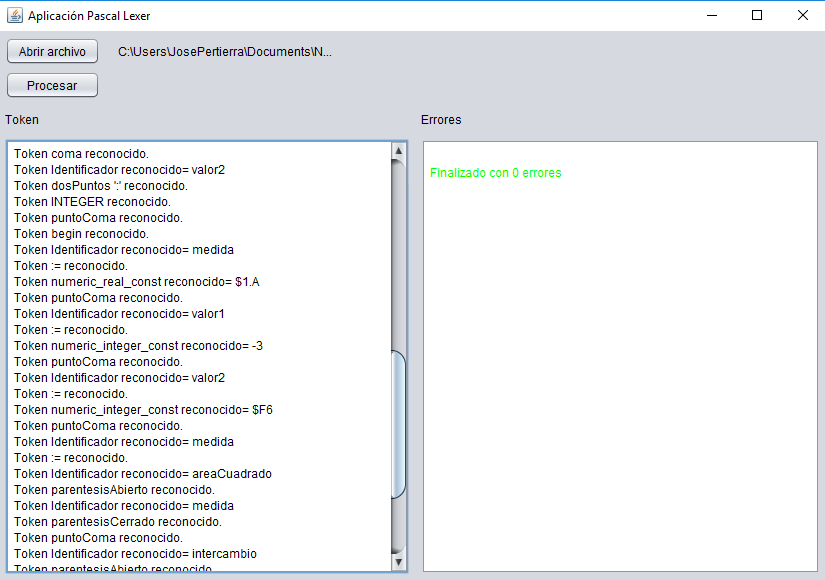 Aplicación Pascal Lexer
Abrir archivo
C:\Users\JosePertierra\Documents\N...
Procesar
Token
Errores
Token coma reconocido.
Token Identificador reconocido= valor2
Token dosPuntos ':' reconocido.
Token INTEGER reconocido.
Token puntoComa reconocido.
Token begin reconocido.
Token Identificador reconocido= medida
Token := reconocido.
Token numeric_real_const reconocido= $1.A
Token puntoComa reconocido.
Token Identificador reconocido= valor1
Token := reconocido.
Token numeric_integer_const reconocido= -3
Token puntoComa reconocido.
Token Identificador reconocido= valor2
Token := reconocido.
Token numeric_integer_const reconocido= $F6
Token puntoComa reconocido.
Token Identificador reconocido= medida
Token := reconocido.
Token Identificador reconocido= areaCuadrado
Token parentesisAbierto reconocido.
Token Identificador reconocido= medida
Token parentesisCerrado reconocido.
Token puntoComa reconocido.
Token Identificador reconocido= intercambio
Token parentesisAbierto reconocido.
Finalizado con 0 errores